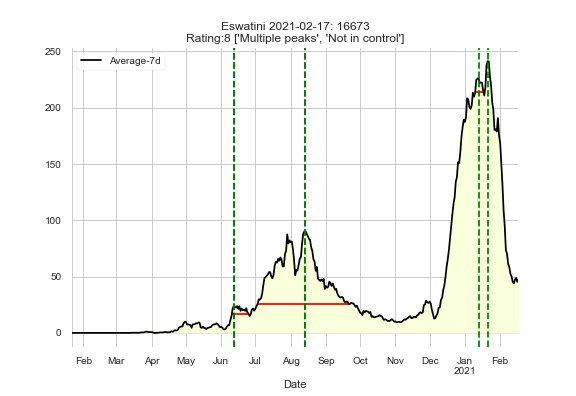 Eswatini 2021-02-17: 16673
Rating:8 ['Multiple peaks', 'Not in control']
Average-7d
250
200
150
100
50
0
Feb Mar Apr May Jun Jul Aug Sep Oct Nov Dec Jan Feb
2021
Date